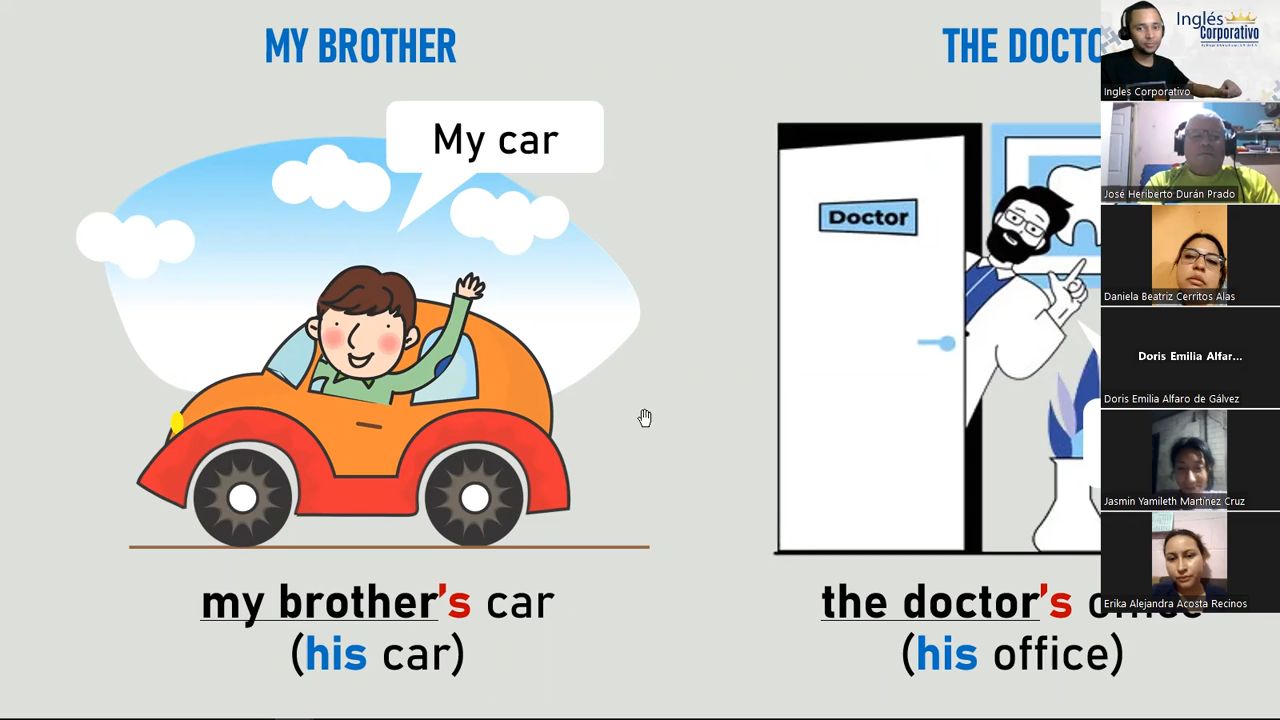 MY BROTHER
My car
my brother's car
(his car)
THE DOCTO
Doctor
the doctor's
(his office)
Inglés
Corporativo
Ingles Corporativo
José Heriberto Durán Prado
Daniela Beatriz Cerritos Alas
Doris Emilia Alfar...
Doris Emilia Alfaro de Gálvez
Jasmin Yamileth Martínez Cruz
Erika Alejandra Acosta Recinos